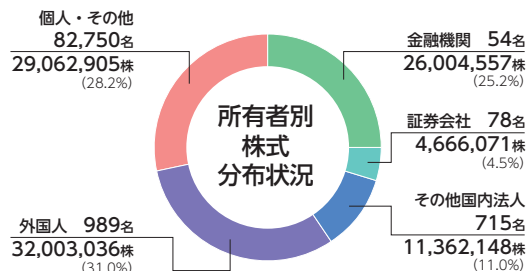 個人・その他
82,750名
29,062,905株
(28.2%)
金融機関 54名
26,004,557株
(25.2%)
所有者別
株式
分布状況
証券会社 78名
4,666,071株
(4.5%)
その他国内法人
715名
11,362,148株
(11.0%)
外国人 989名
32,003,036株
(31.0%)